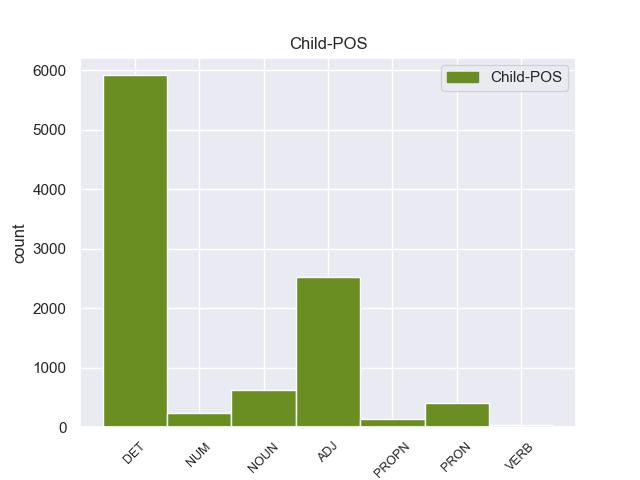 Child-POS
Child-POS
6000
5000
4000
3000
2000
1000
0
count
DET
NUM
NOUN
ADJ
PROPN
PRON
VERB